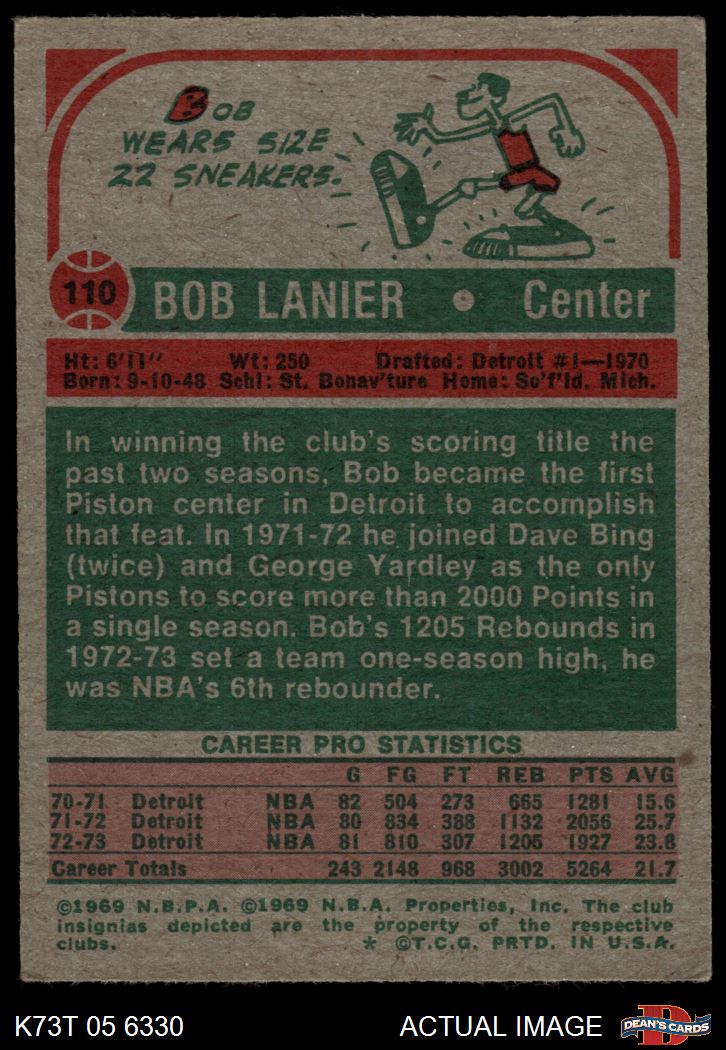 BOB
WEARS SIZE
22 SNEAKERS.
110 BOB LANIER • Center
Ht: 6'11" Wt: 250 Drafted: Detroit #1—1970
Born: 9-10-48 Schl: St. Bonav'ture Home: So'f'ld, Mich.
In winning the club's scoring title the
past two seasons, Bob became the first
Piston center in Detroit to accomplish
that feat. In 1971-72 he joined Dave Bing
(twice) and George Yardley as the only
Pistons to score more than 2000 Points in
a single season. Bob's 1205 Rebounds in
1972-73 set a team one-season high, he
was NBA's 6th rebounder.
CAREER PRO STATISTICS
G FG FT REB PTS AVG
70-71 Detroit NBA 82 504 273 665 1281 15.6
71-72 Detroit NBA 80 834 388 1132 2056 25.7
72-73 Detroit NBA 81 810 307 1205 1927 23.8
Career Totals 243 2148 968 3002 5264 21.7
©1969 N.B.P.A. ©1969 N.B.A. Properties, Inc. The club
insignias depicted are the property of the respective
clubs. * ©T.C.G. PRTD. IN U.S.A.
K73T 05 6330 ACTUAL IMAGE DEAN'S CARDS